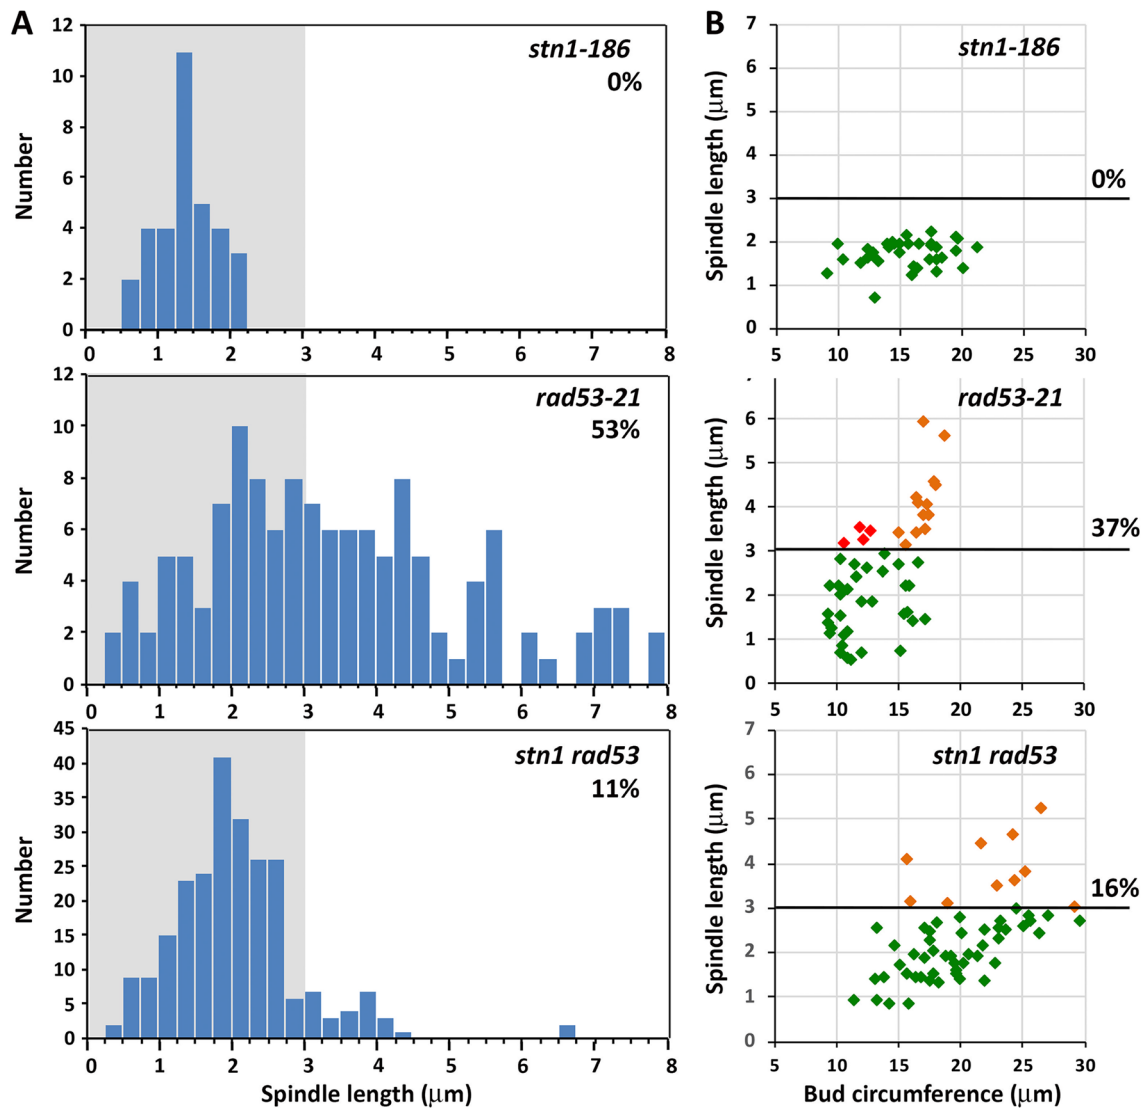 A
B
12
10
8
6
4
2
0
Number
stn1-186
0%
0 1 2 3 4 5 6 7 8
7
6
5
4
3
2
1
0
Spindle length (μm)
stn1-186
0%
5 10 15 20 25 30
12
10
8
6
4
2
0
Number
rad53-21
53%
0 1 2 3 4 5 6 7 8
7
6
5
4
3
2
1
0
Spindle length (μm)
rad53-21
37%
5 10 15 20 25 30
45
40
35
30
25
20
15
10
5
0
Number
stn1 rad53
11%
0 1 2 3 4 5 6 7 8
Spindle length (μm)
7
6
5
4
3
2
1
0
Spindle length (μm)
stn1 rad53
16%
5 10 15 20 25 30
Bud circumference (μm)